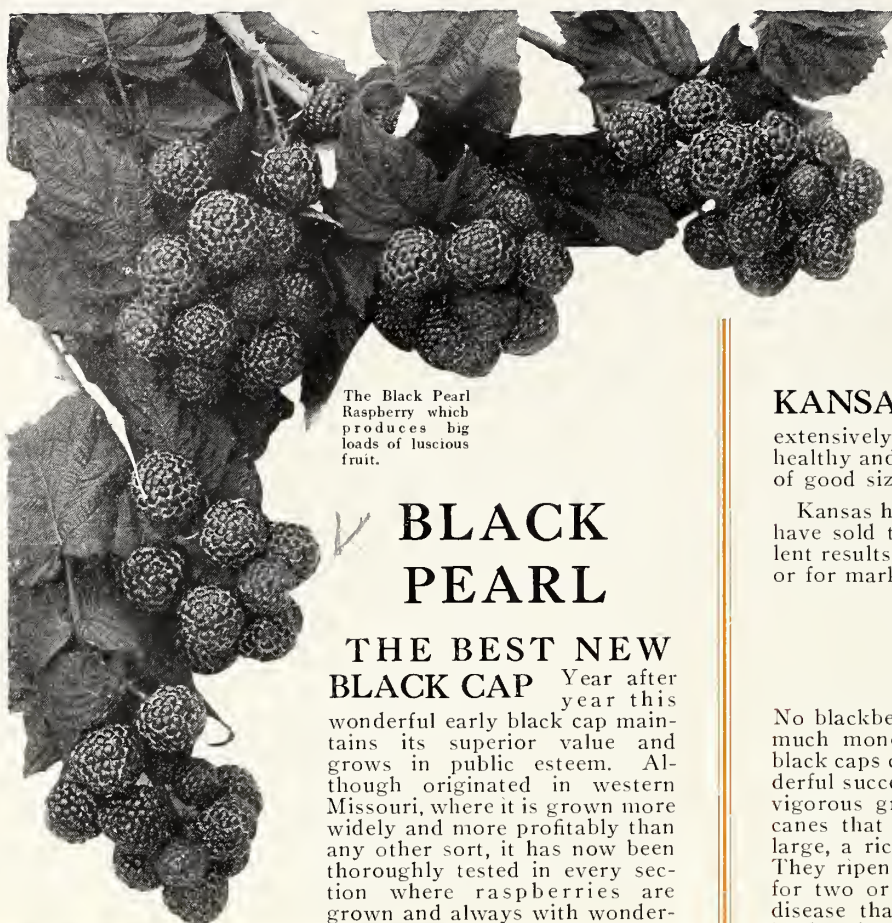 The Black Pearl
Raspberry which
produces big
loads of luscious
fruit.
BLACK
PEARL
THE BEST NEW
BLACK CAP Year after
year this
wonderful early black cap main-
tains its superior value and
grows in public esteem. Al-
though originated in western
Missouri, where it is grown more
widely and more profitably than
any other sort, it has now been
thoroughly tested in every sec-
tion where raspberries are
grown and always with wonder-
KANSA
extensively
healthy and
of good siz
Kansas h
have sold t
lent results
or for mark
No blackbe
much mone
black caps c
derful succe
vigorous gr
canes that
large, a ric
They ripen
for two or
disease tha